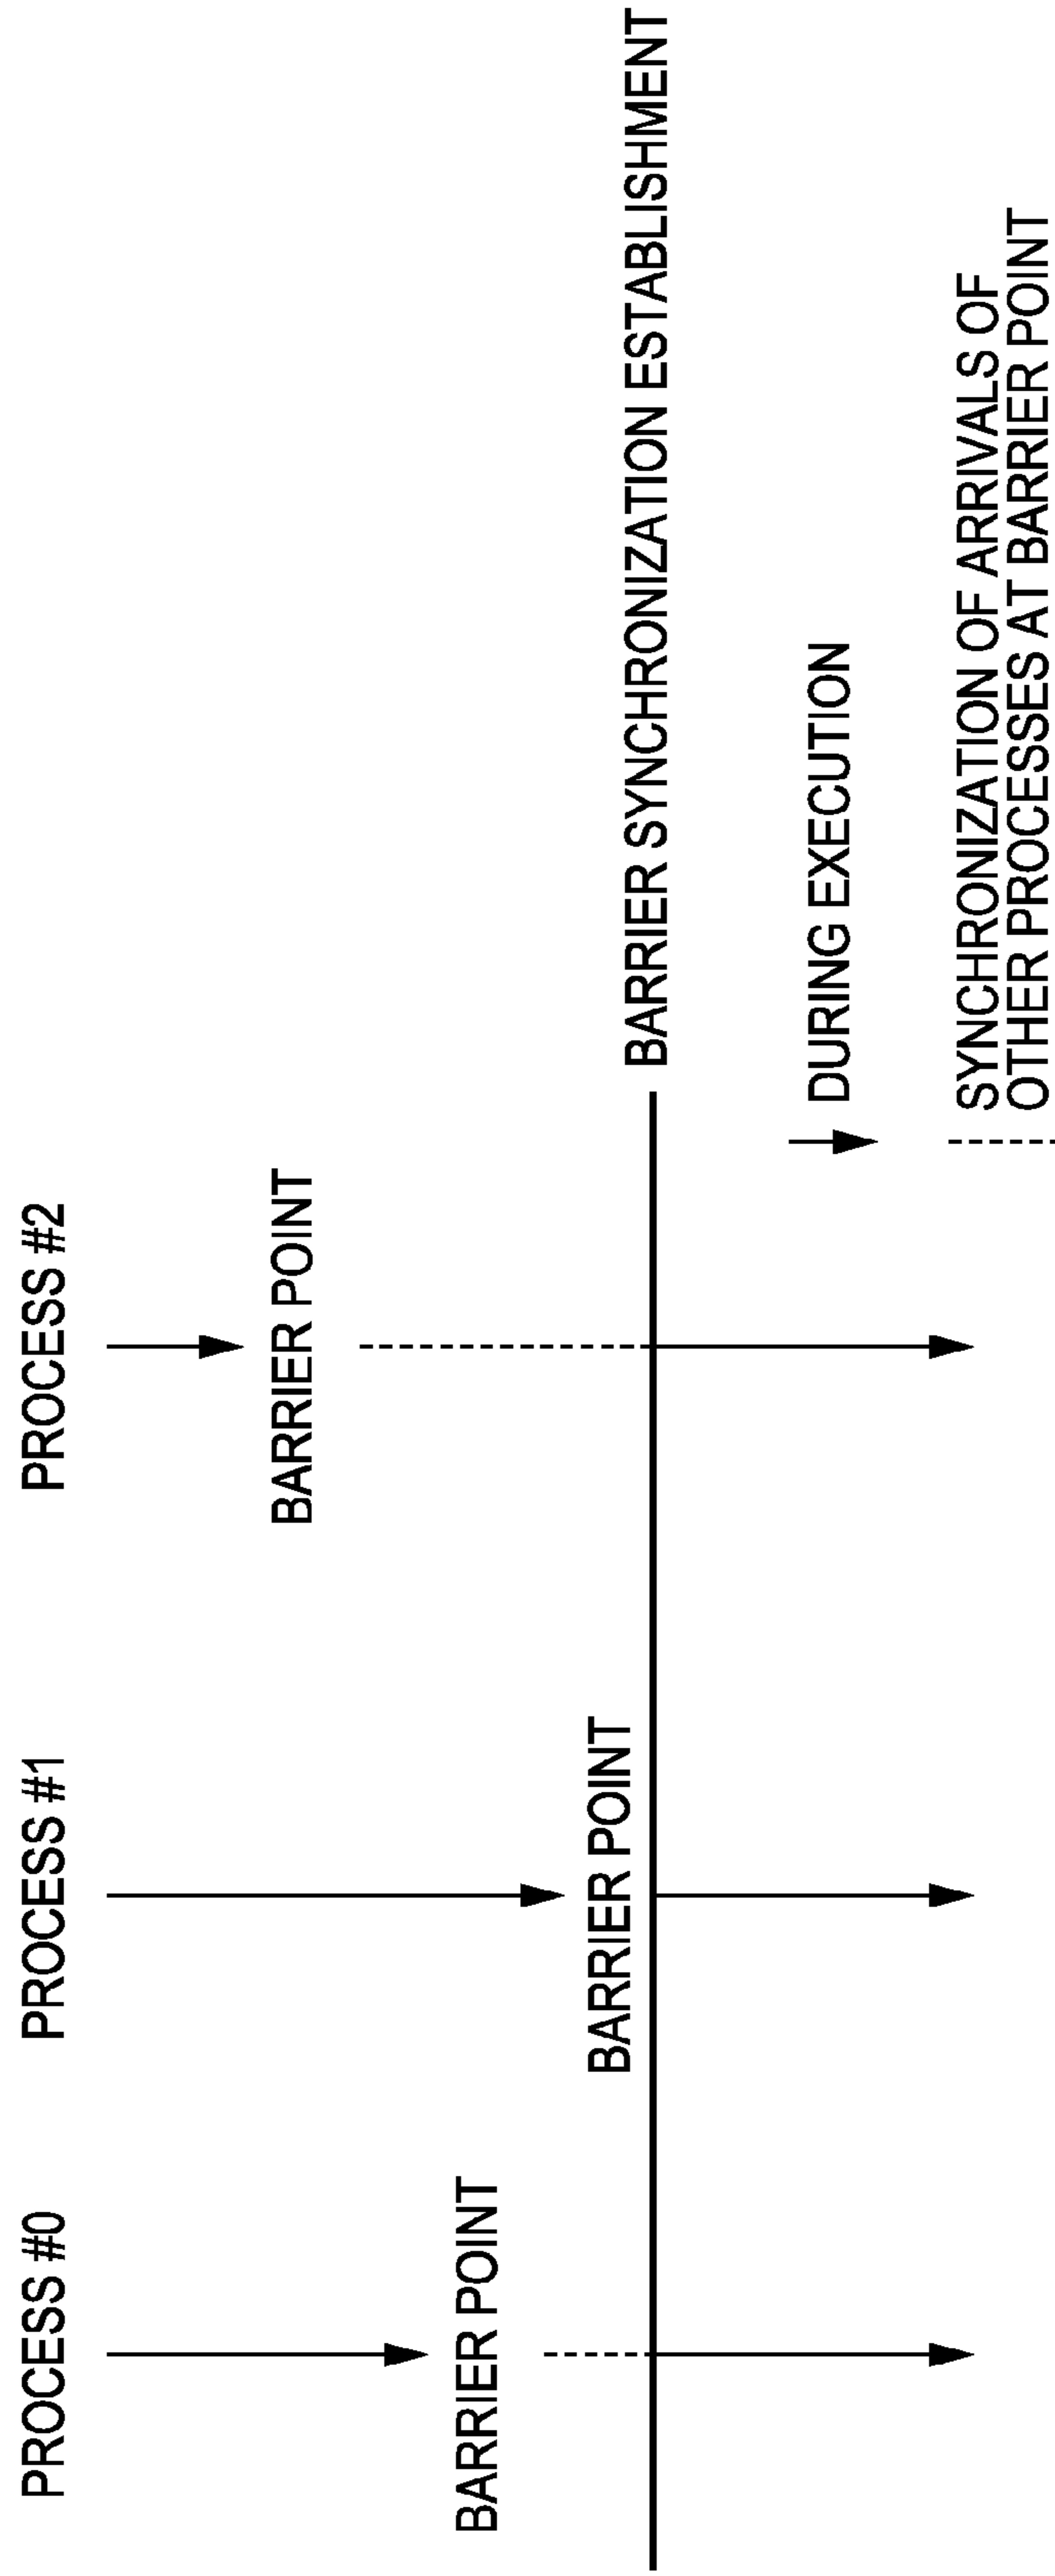 PROCESS #0
PROCESS #1
PROCESS #2
BARRIER POINT
BARRIER POINT
BARRIER POINT
BARRIER SYNCHRONIZATION ESTABLISHMENT
DURING EXECUTION
SYNCHRONIZATION OF ARRIVALS OF
OTHER PROCESSES AT BARRIER POINT